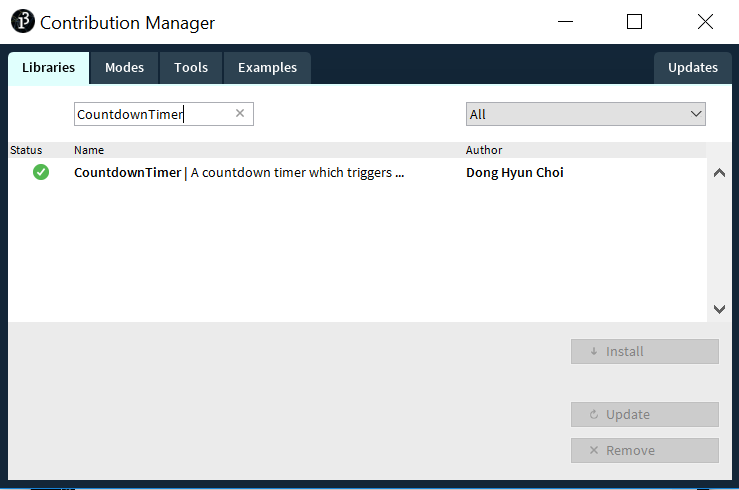 Contribution Manager
Libraries Modes Tools Examples Updates
CountdownTimer All
Status Name Author
CountdownTimer | A countdown timer which triggers ... Dong Hyun Choi
Install
Update
Remove